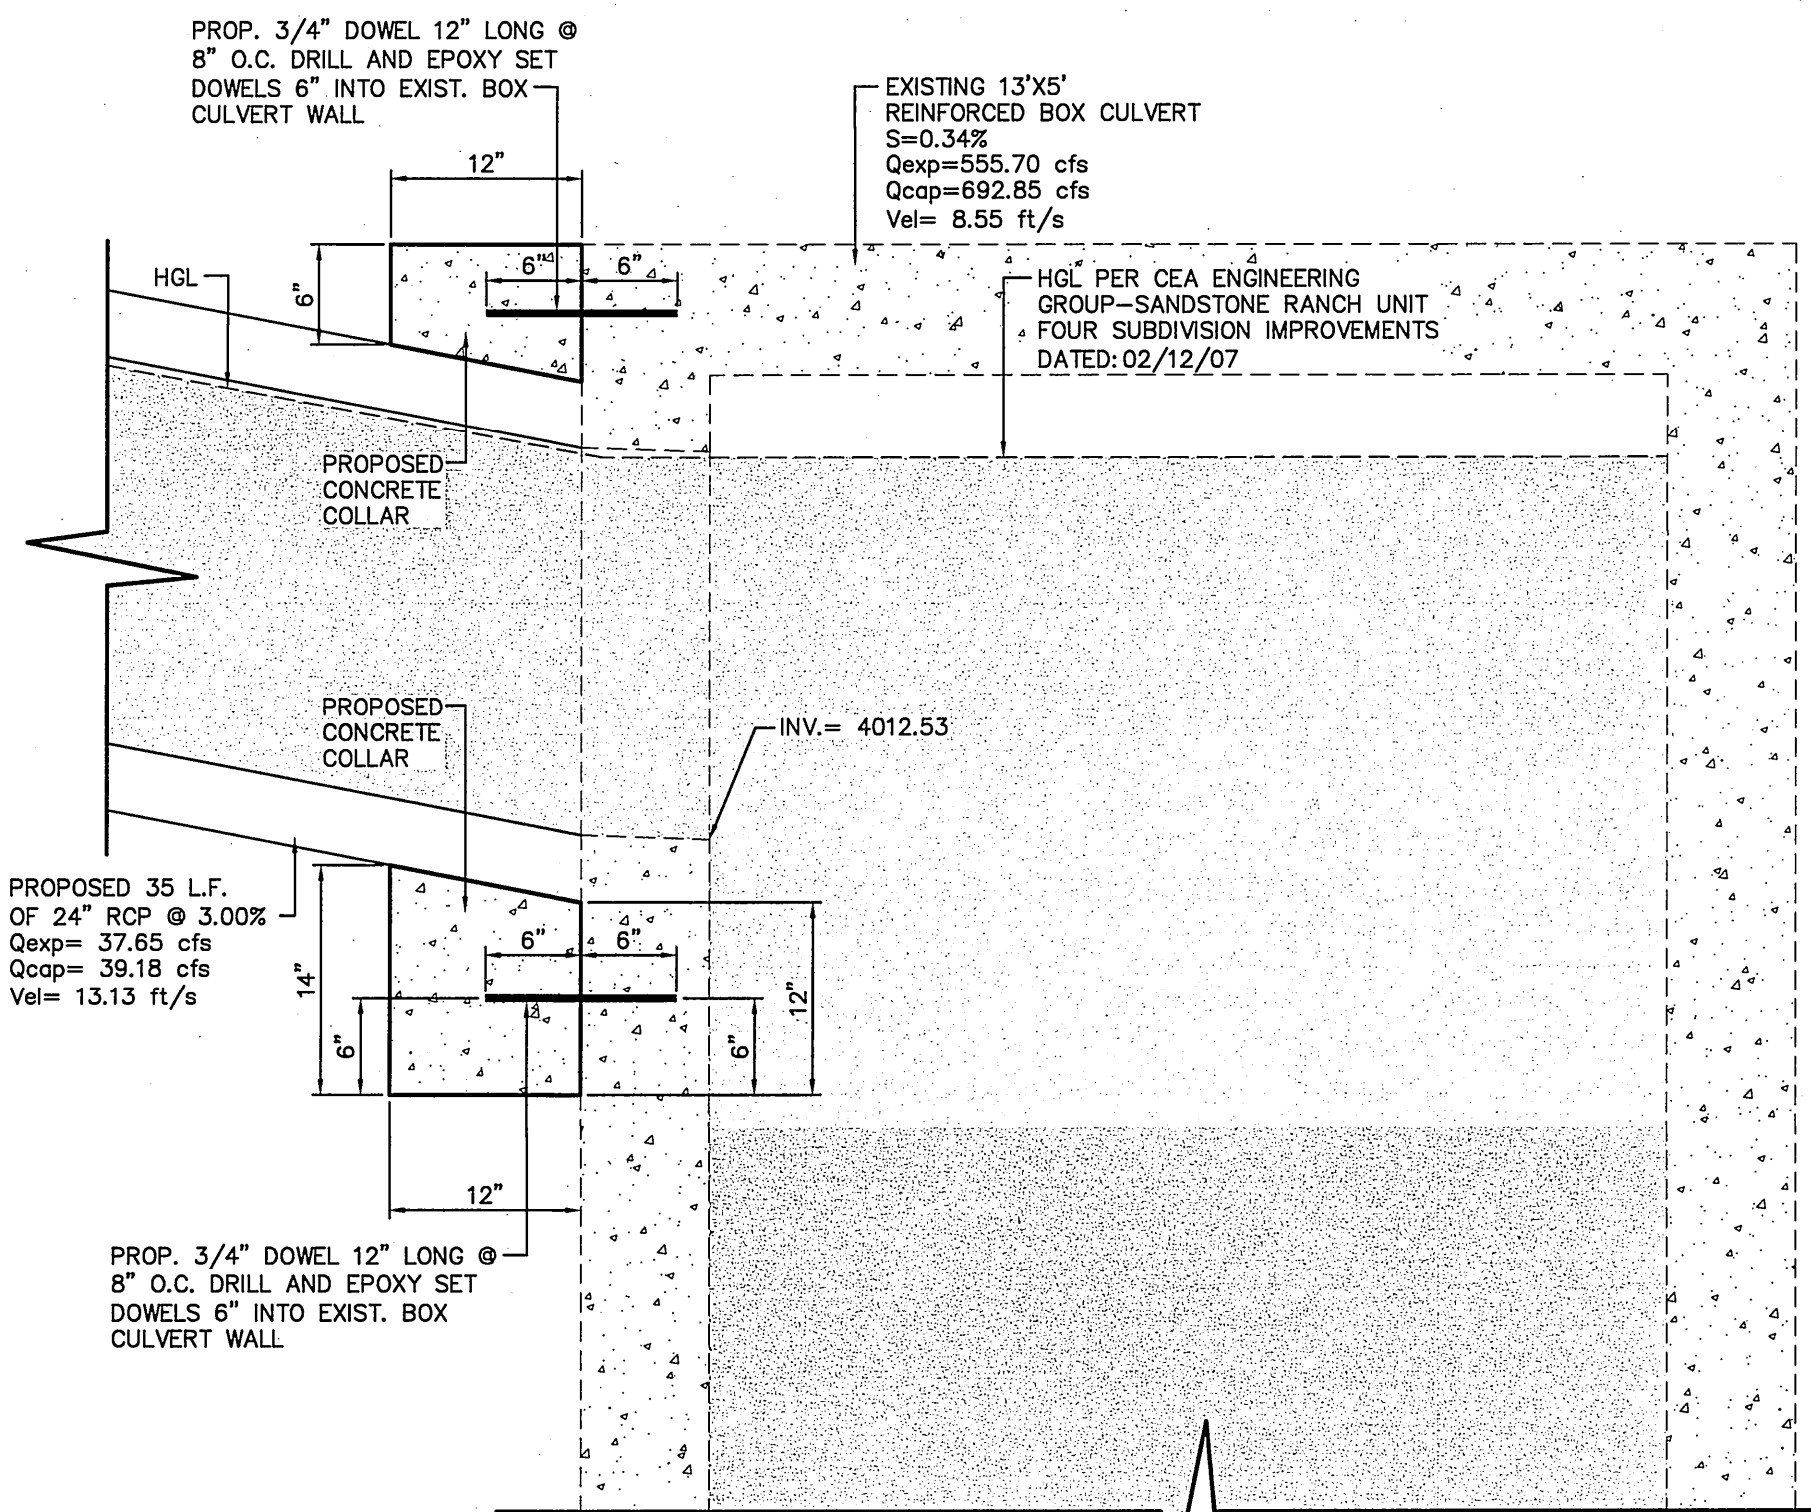 PROP. 3/4" DOWEL 12" LONG @
8" O.C. DRILL AND EPOXY SET
DOWELS 6" INTO EXIST. BOX
CULVERT WALL
EXISTING 13'X5'
REINFORCED BOX CULVERT
S=0.34%
Qexp=555.70 cfs
Qcap=692.85 cfs
Vel= 8.55 ft/s
12"
HGL
6"
6"
6"
HGL PER CEA ENGINEERING
GROUP-SANDSTONE RANCH UNIT
FOUR SUBDIVISION IMPROVEMENTS
DATED: 02/12/07
PROPOSED
CONCRETE
COLLAR
PROPOSED
CONCRETE
COLLAR
INV.= 4012.53
PROPOSED 35 L.F.
OF 24" RCP @ 3.00%
Qexp= 37.65 cfs
Qcap= 39.18 cfs
Vel= 13.13 ft/s
6"
6"
14"
6"
6"
12"
12"
PROP. 3/4" DOWEL 12" LONG @
8" O.C. DRILL AND EPOXY SET
DOWELS 6" INTO EXIST. BOX
CULVERT WALL